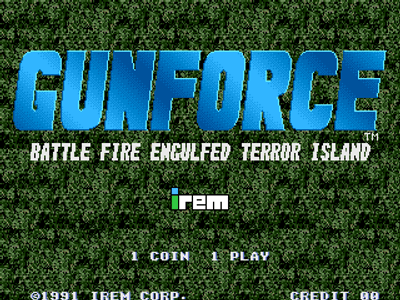 GUNFORCE
TM
BATTLE FIRE ENGULFED TERROR ISLAND
irem
1 COIN 1 PLAY
©1991 IREM CORP. CREDIT 00